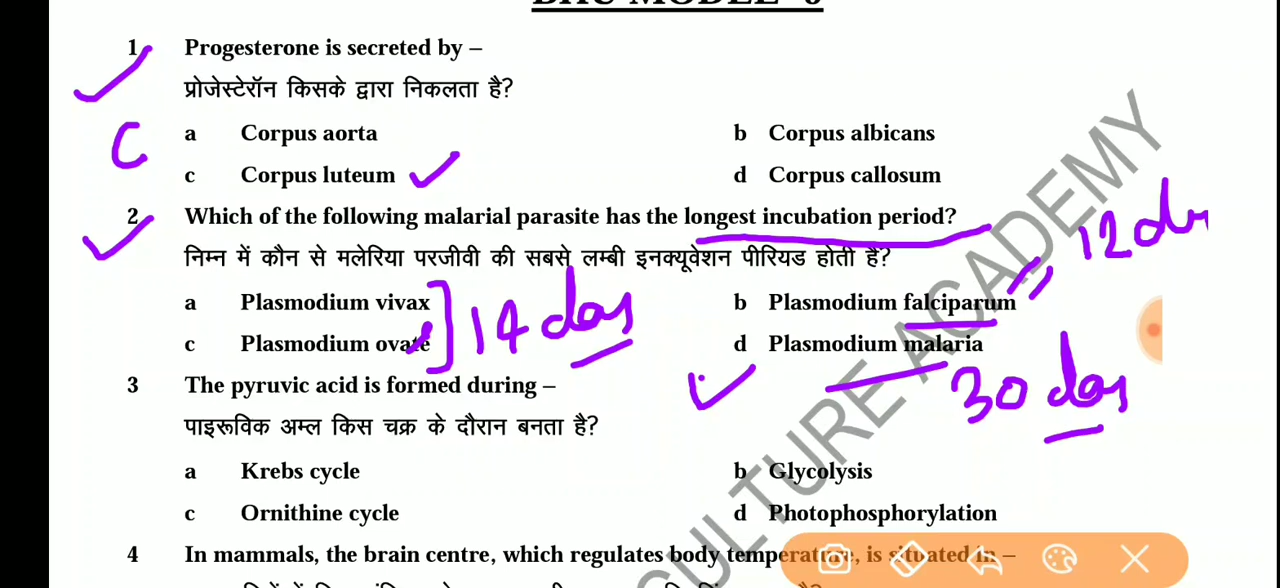 1 Progesterone is secreted by –
प्रोजेस्टेरॉन किसके द्वारा निकलता है?
C
a Corpus aorta b Corpus albicans
c Corpus luteum d Corpus callosum
2 Which of the following malarial parasite has the longest incubation period?
12
निम्न में कौन से मलेरिया परजीवी की सबसे लम्बी इनक्यूवेशन पीरियड होती है?
a Plasmodium vivax b Plasmodium falciparum
14 day
c Plasmodium ovate d Plasmodium malaria
30 day
3 The pyruvic acid is formed during –
पाइरूविक अम्ल किस चक्र के दौरान बनता है?
a Krebs cycle b Glycolysis
c Ornithine cycle d Photophosphorylation
4 In mammals, the brain centre, which regulates body temperature, is situated in –
CULTURE ACADEMY